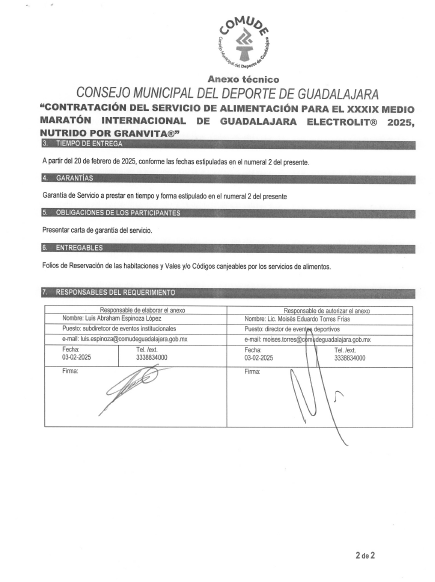 COMUDE
Consejo Municipal del Deporte de Guadalajara
Anexo técnico
CONSEJO MUNICIPAL DEL DEPORTE DE GUADALAJARA
"CONTRATACIÓN DEL SERVICIO DE ALIMENTACIÓN PARA EL XXXIX MEDIO
MARATÓN INTERNACIONAL DE GUADALAJARA ELECTROLIT® 2025,
NUTRIDO POR GRANVITA®"
3. TIEMPO DE ENTREGA
A partir del 20 de febrero de 2025, conforme las fechas estipuladas en el numeral 2 del presente.
4. GARANTÍAS
Garantía de Servicio a prestar en tiempo y forma estipulado en el numeral 2 del presente
5. OBLIGACIONES DE LOS PARTICIPANTES
Presentar carta de garantía del servicio.
6. ENTREGABLES
Folios de Reservación de las habitaciones y Vales y/o Códigos canjeables por los servicios de alimentos.
7. RESPONSABLES DEL REQUERIMIENTO
Responsable de elaborar el anexo
Responsable de autorizar el anexo
Nombre: Luis Abraham Espinoza López
Nombre: Lic. Moisés Eduardo Torres Frías
Puesto: subdirector de eventos institucionales
Puesto: director de eventos deportivos
e-mail: luis.espinoza@comudeguadalajara.gob.mx
e-mail: moises.torres@comudeguadalajara.gob.mx
Fecha: Tel. /ext.
03-02-2025 3338834000
Fecha: Tel. /ext.
03-02-2025 3338834000
Firma:
Firma:
2 de 2